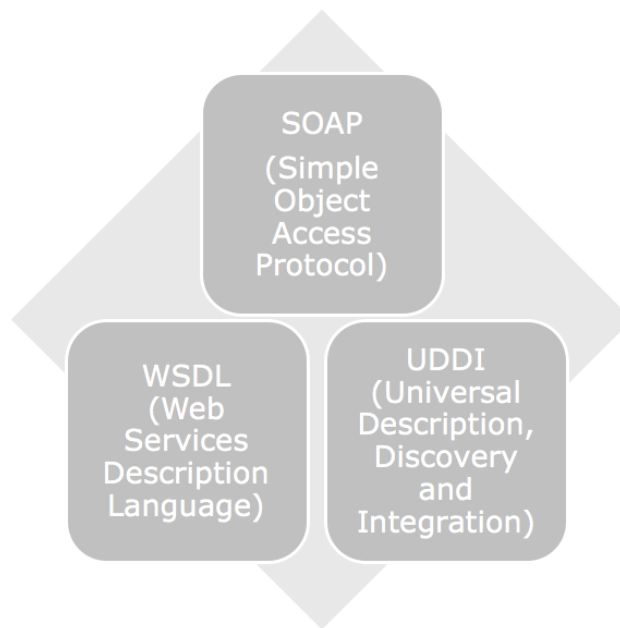 SOAP
(Simple
Object
Access
Protocol)
WSDL
(Web
Services
Description
Language)
UDDI
(Universal
Description,
Discovery
and
Integration)